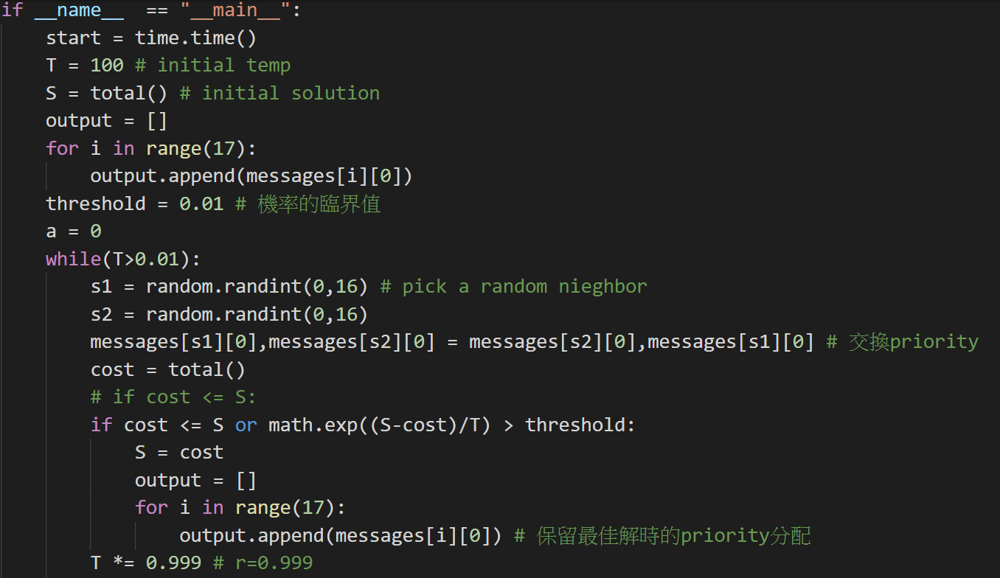 if __name__  == "__main__":
    start = time.time()
    T = 100 # initial temp
    S = total() # initial solution
    output = []
    for i in range(17):
        output.append(messages[i][0])
    threshold = 0.01 # 機率的臨界值
    a = 0
    while(T>0.01):
        s1 = random.randint(0,16) # pick a random nieghbor
        s2 = random.randint(0,16)
        messages[s1][0],messages[s2][0] = messages[s2][0],messages[s1][0] # 交換priority
        cost = total()
        # if cost <= S:
        if cost <= S or math.exp((S-cost)/T) > threshold:
            S = cost
            output = []
            for i in range(17):
                output.append(messages[i][0]) # 保留最佳解時的priority分配
        T *= 0.999 # r=0.999